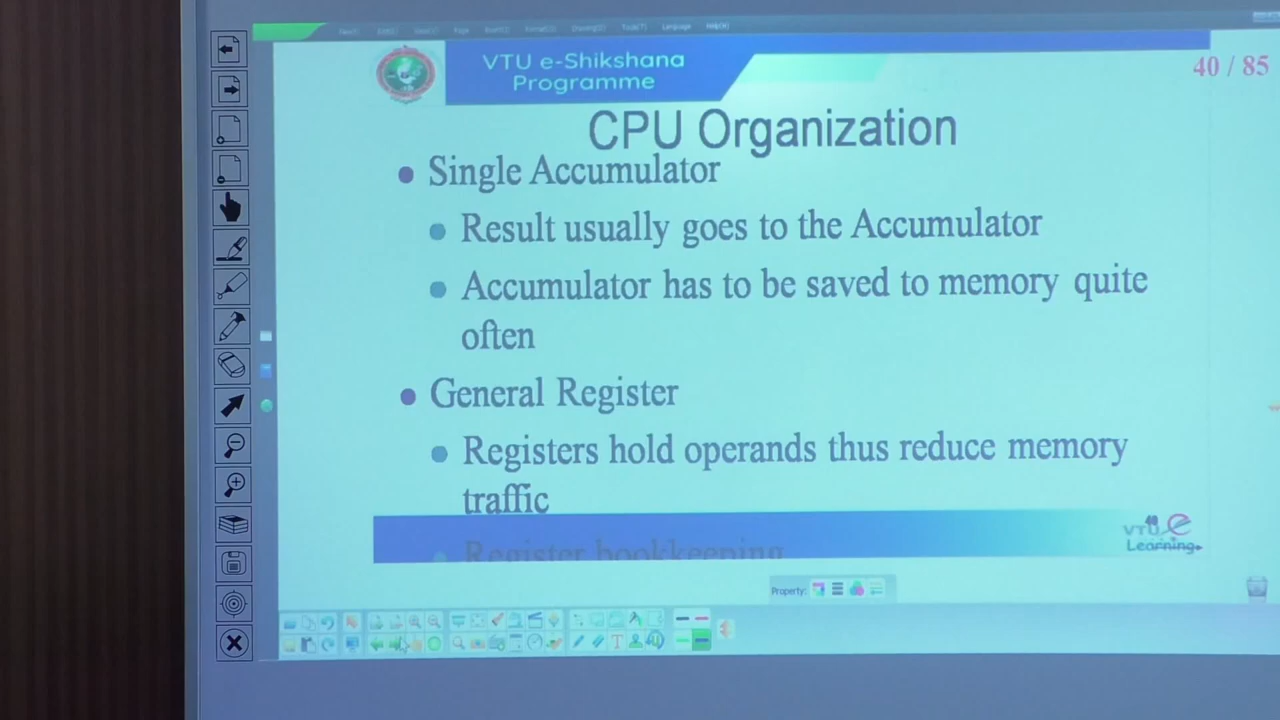 VTU e-Shikshana
Programme
40 / 85
CPU Organization
Single Accumulator
Result usually goes to the Accumulator
Accumulator has to be saved to memory quite
often
General Register
Registers hold operands thus reduce memory
traffic
Register bookkeeping
40
VTU e
Learning
Property: